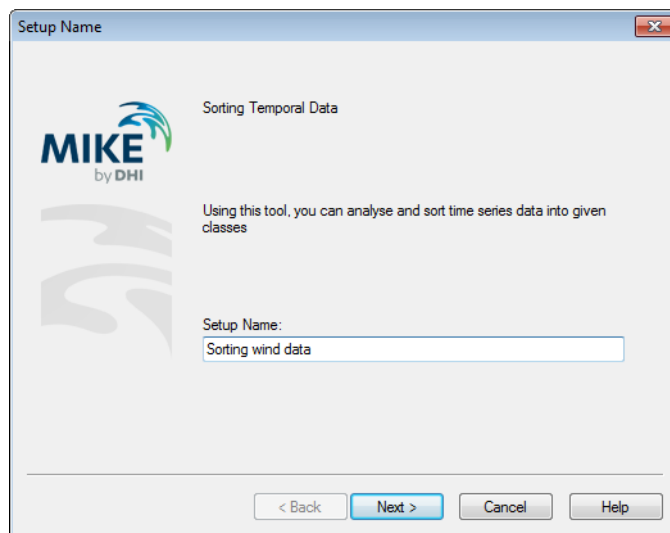 Setup Name
Sorting Temporal Data
MIKE
by DHI
Using this tool, you can analyse and sort time series data into given
classes
Setup Name:
Sorting wind data
< Back Next > Cancel Help